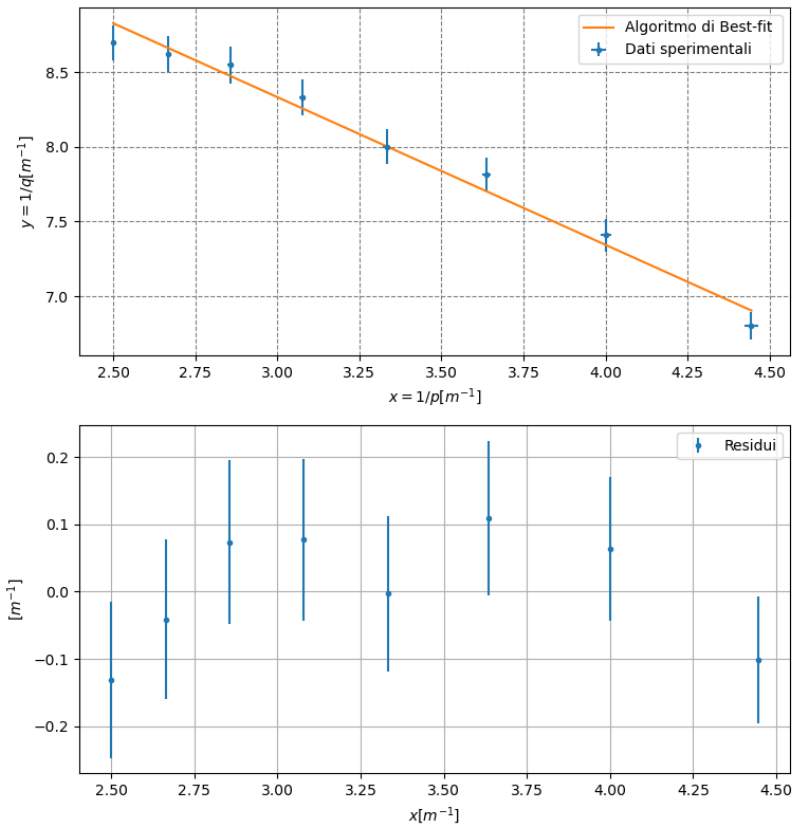 Algoritmo di Best-fit
Dati sperimentali
y = 1/q[m⁻¹]
8.5
8.0
7.5
7.0
2.50 2.75 3.00 3.25 3.50 3.75 4.00 4.25 4.50
x = 1/p[m⁻¹]
Residui
[m⁻¹]
0.2
0.1
0.0
−0.1
−0.2
2.50 2.75 3.00 3.25 3.50 3.75 4.00 4.25 4.50
x[m⁻¹]